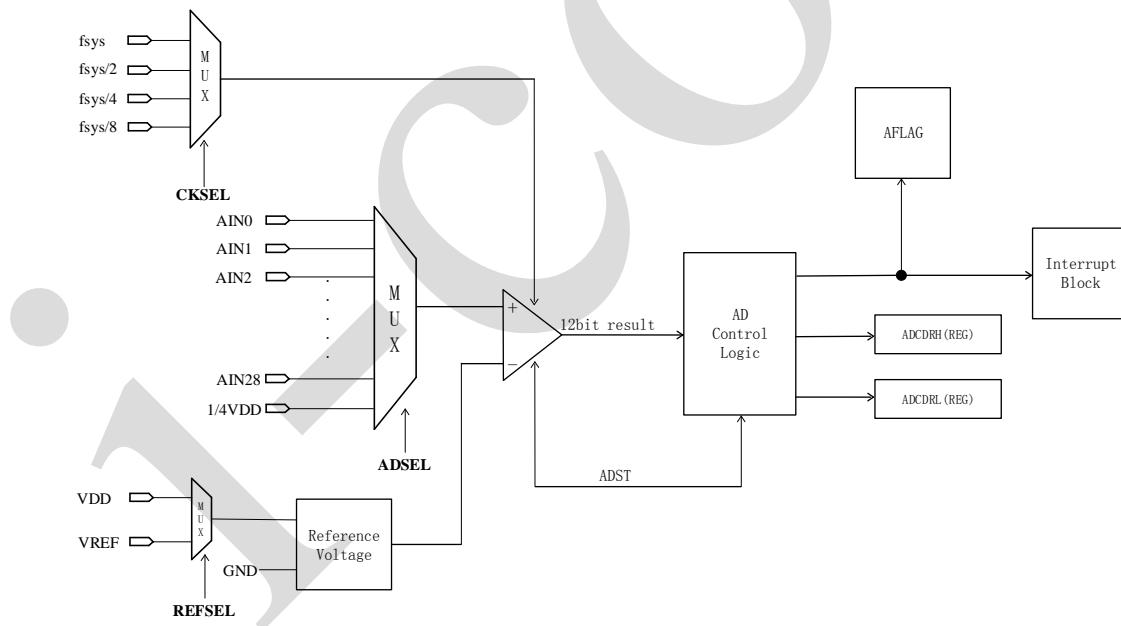 fsys
fsys/2
fsys/4
fsys/8
M
U
X
CKSEL
AIN0
AIN1
AIN2
AIN28
1/4VDD
M
U
X
ADSEL
VDD
VREF
M
U
X
REFSEL
GND
Reference
Voltage
+
−
12bit result
ADST
AD
Control
Logic
AFLAG
Interrupt
Block
ADCDRH(REG)
ADCDRL(REG)